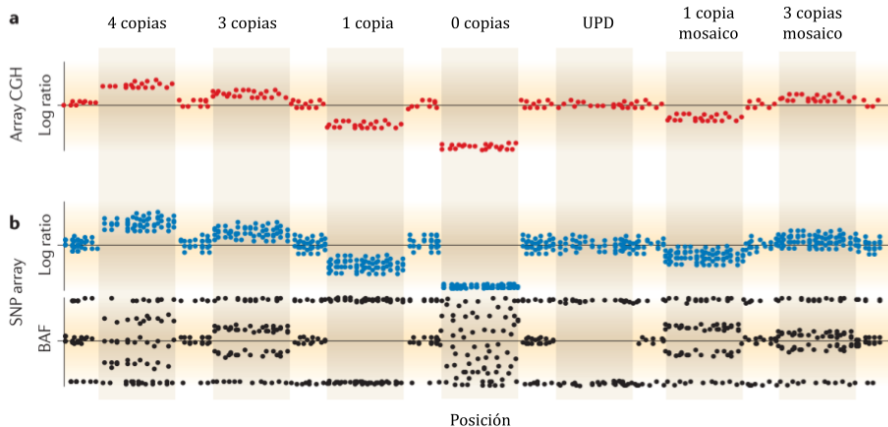 a
4 copias
3 copias
1 copia
0 copias
UPD
1 copia
mosaico
3 copias
mosaico
Array CGH
Log ratio
b
SNP array
Log ratio
BAF
Posición